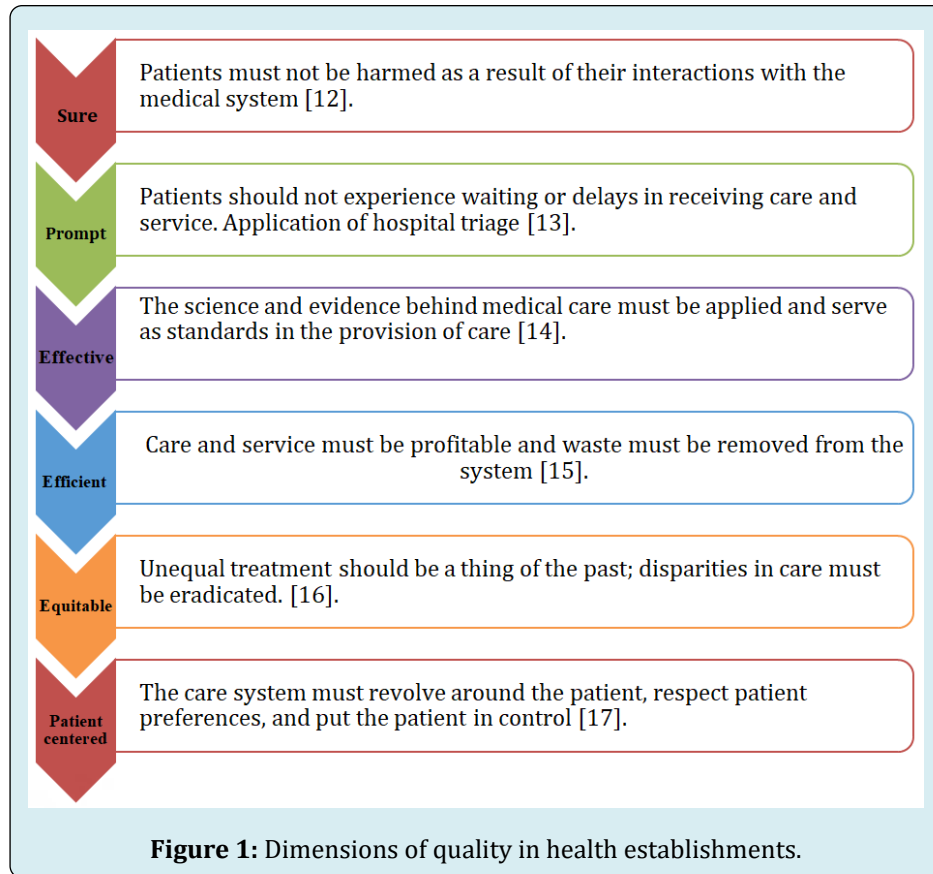 Sure
Patients must not be harmed as a result of their interactions with the
medical system [12].
Prompt
Patients should not experience waiting or delays in receiving care and
service. Application of hospital triage [13].
Effective
The science and evidence behind medical care must be applied and serve
as standards in the provision of care [14].
Efficient
Care and service must be profitable and waste must be removed from the
system [15].
Equitable
Unequal treatment should be a thing of the past; disparities in care must
be eradicated. [16].
Patient
centered
The care system must revolve around the patient, respect patient
preferences, and put the patient in control [17].
Figure 1: Dimensions of quality in health establishments.